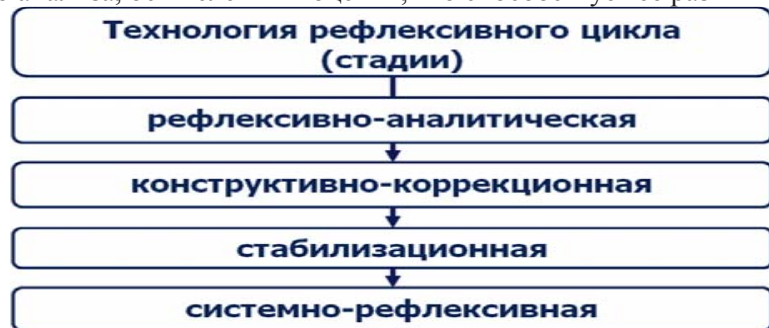 Технология рефлексивного цикла
(стадии)
рефлексивно-аналитическая
конструктивно-коррекционная
стабилизационная
системно-рефлексивная